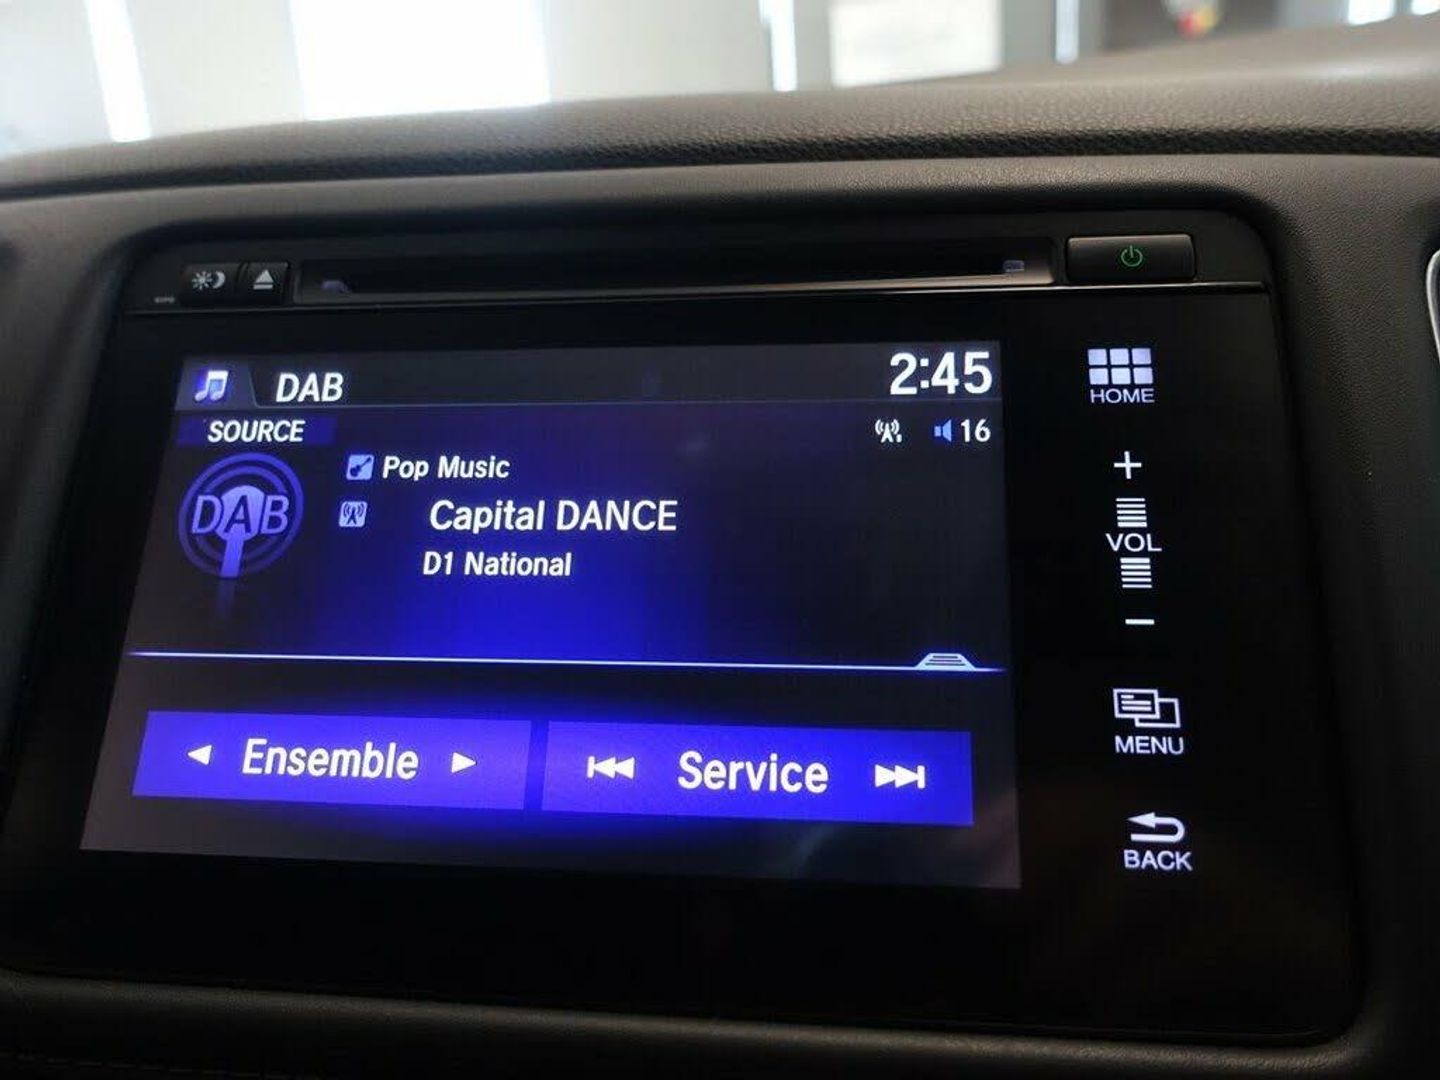 DAB
2:45
HOME
SOURCE
16
Pop Music
DAB
Capital DANCE
D1 National
VOL
Ensemble
Service
MENU
BACK